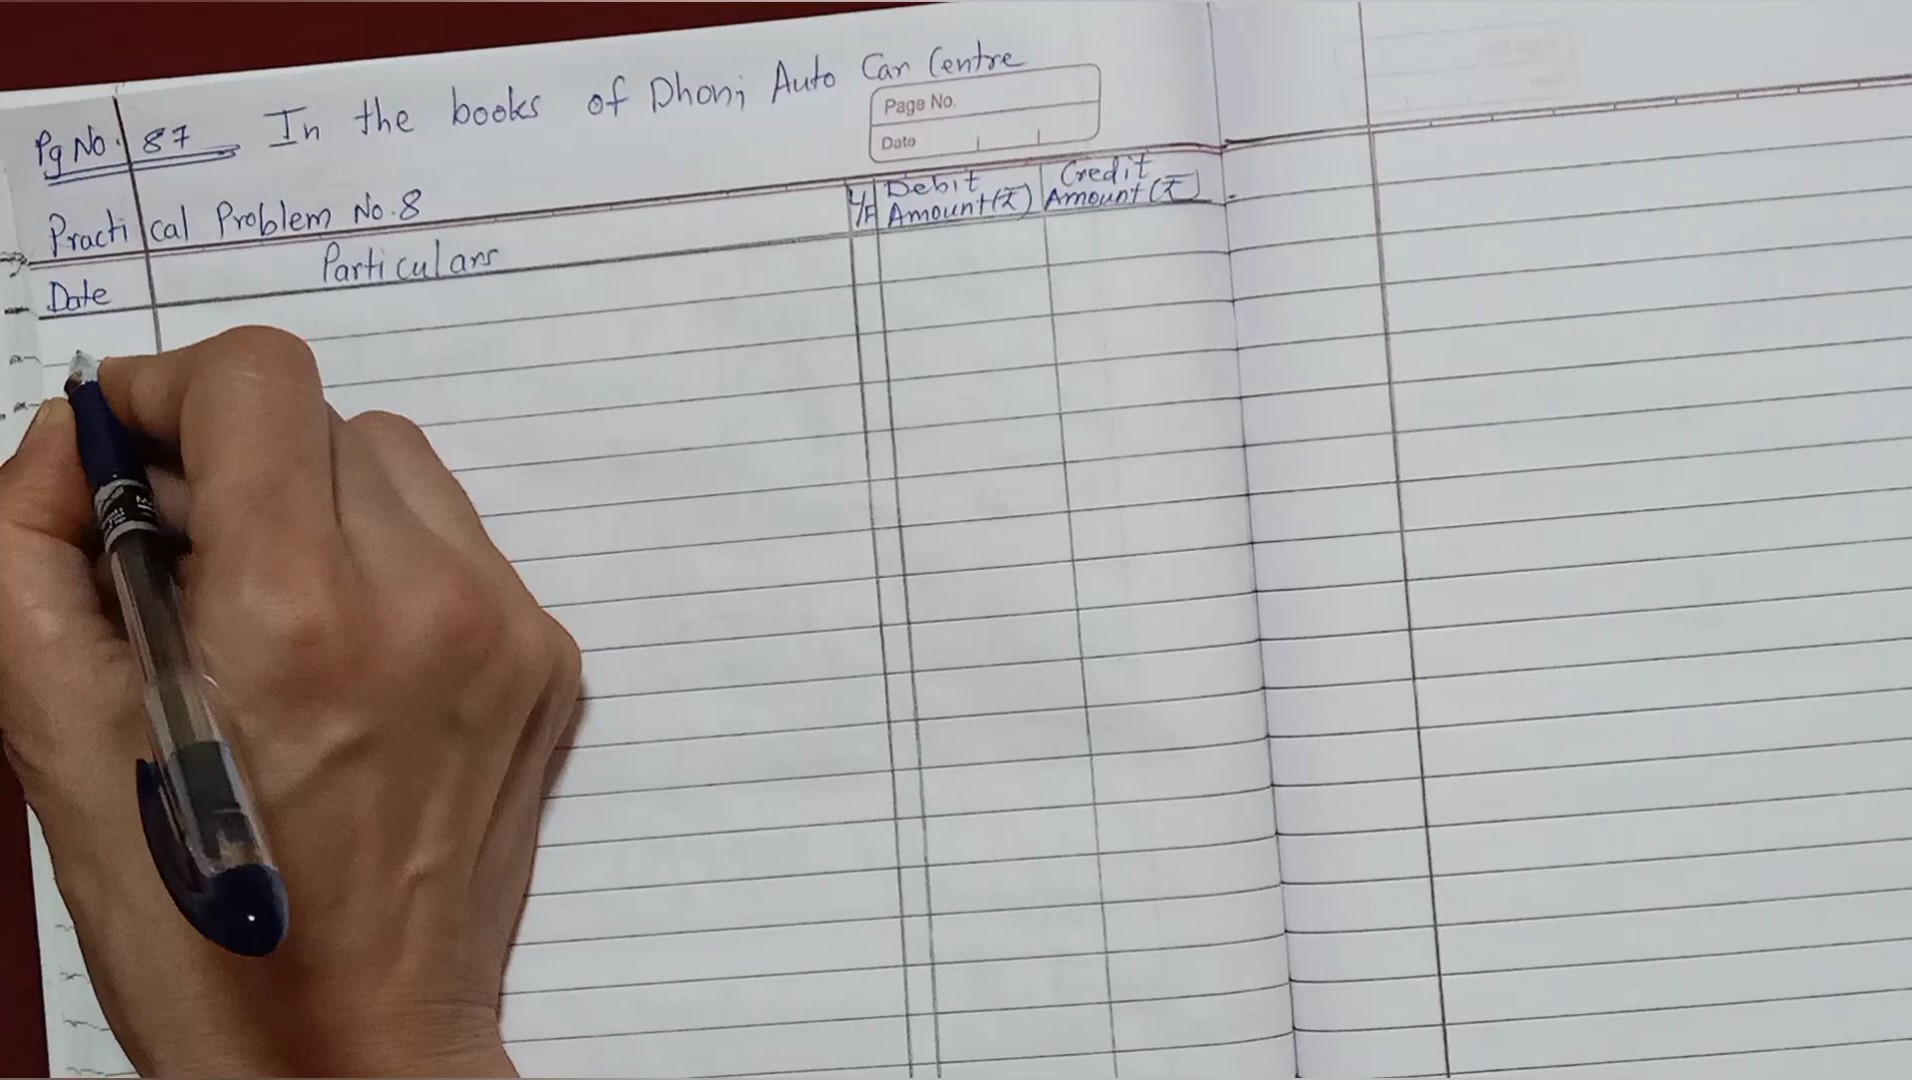 Pg No. 87 In the books of Dhoni Auto Car Centre
Page No.
Date
Practical Problem No.8
Date Particulars L/F Debit Amount(₹) Credit Amount(₹)